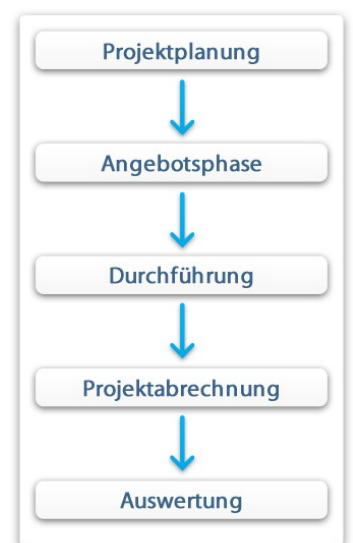 Projektplanung
Angebotsphase
Durchführung
Projektabrechnung
Auswertung